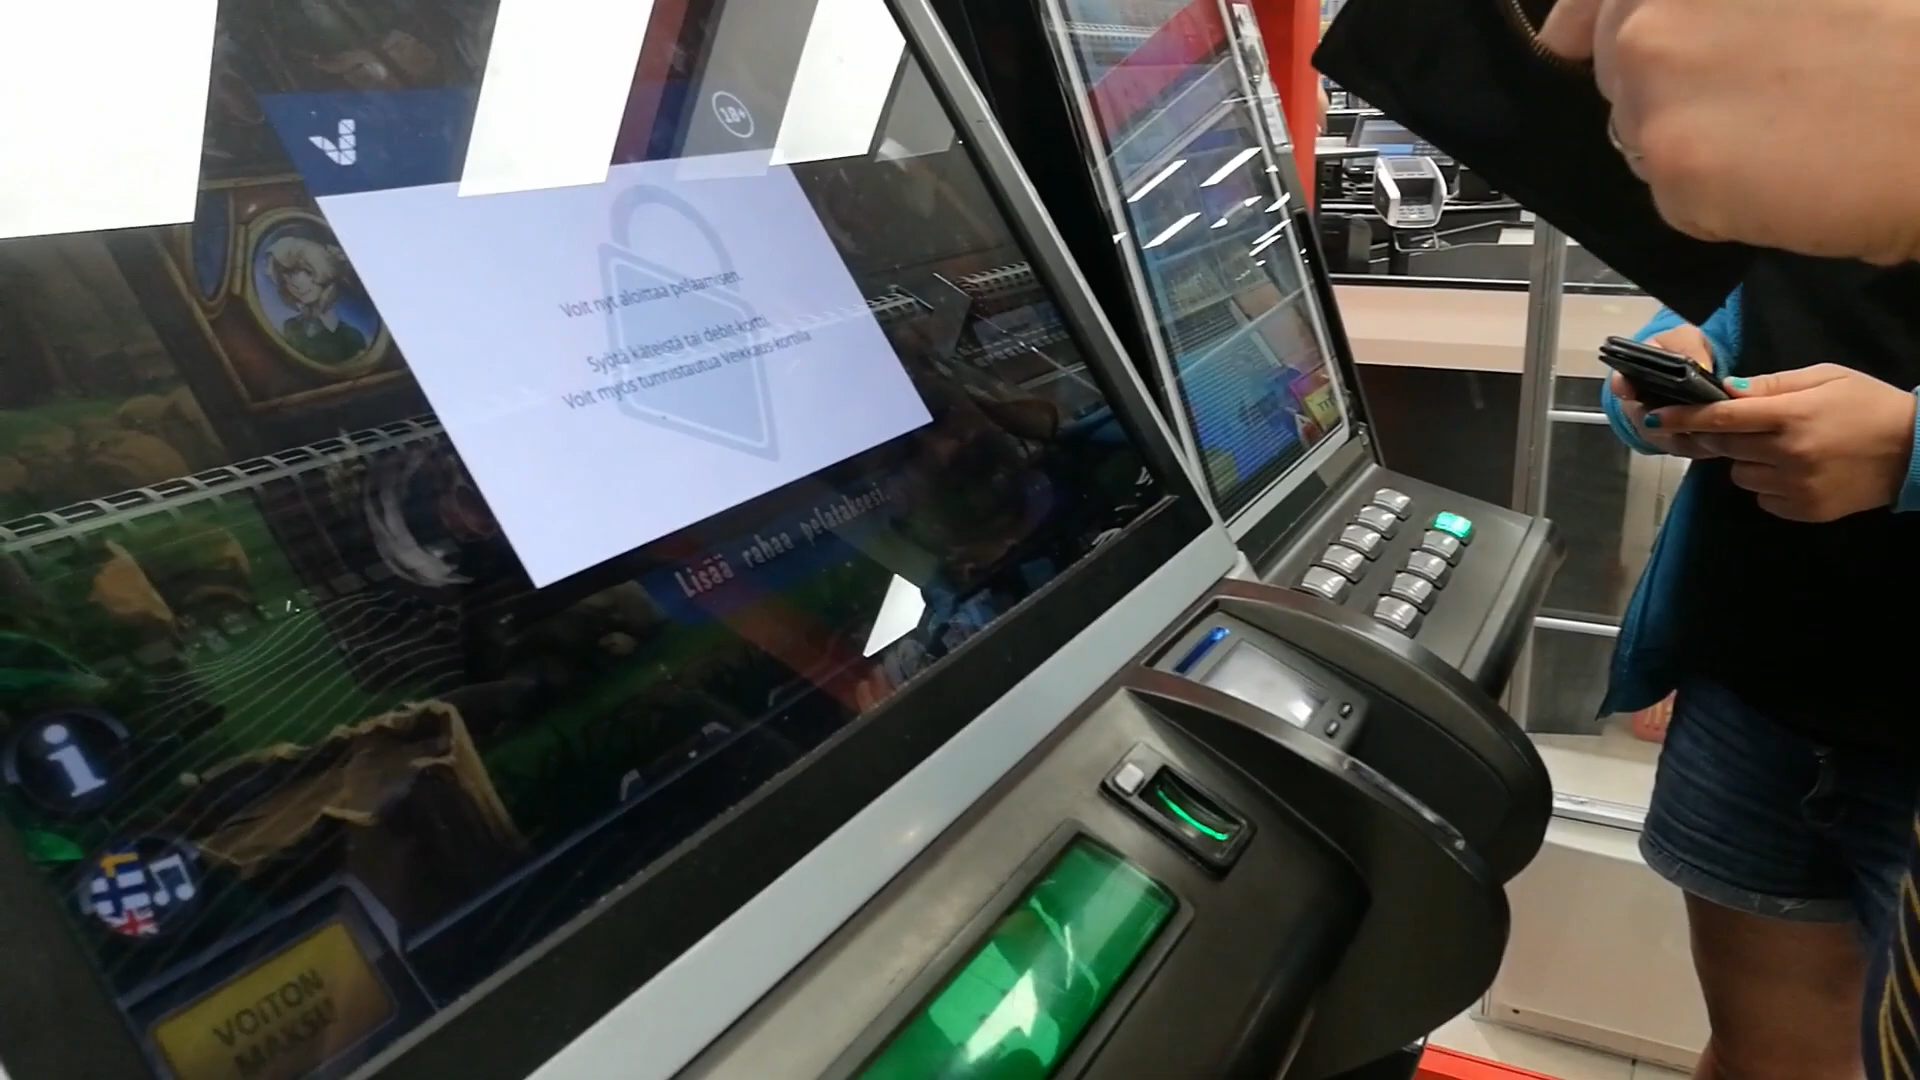 18+
Voit nyt aloittaa pelaamisen.
Syötä käteistä tai debit-kortti.
Voit myös tunnistautua Veikkaus-kortilla
Lisää rahaa pelataksesi.
i
VOITON
MAKSU